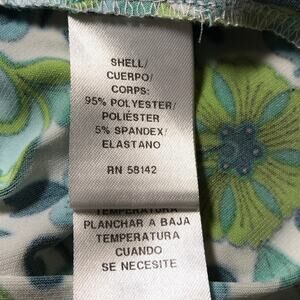 SHELL/
CUERPO/
CORPS:
95% POLYESTER/
POLIÉSTER
5% SPANDEX/
ELASTANO
RN 58142
TEMPERATURA
PLANCHAR A BAJA
TEMPERATURA
CUANDO
SE NECESITE